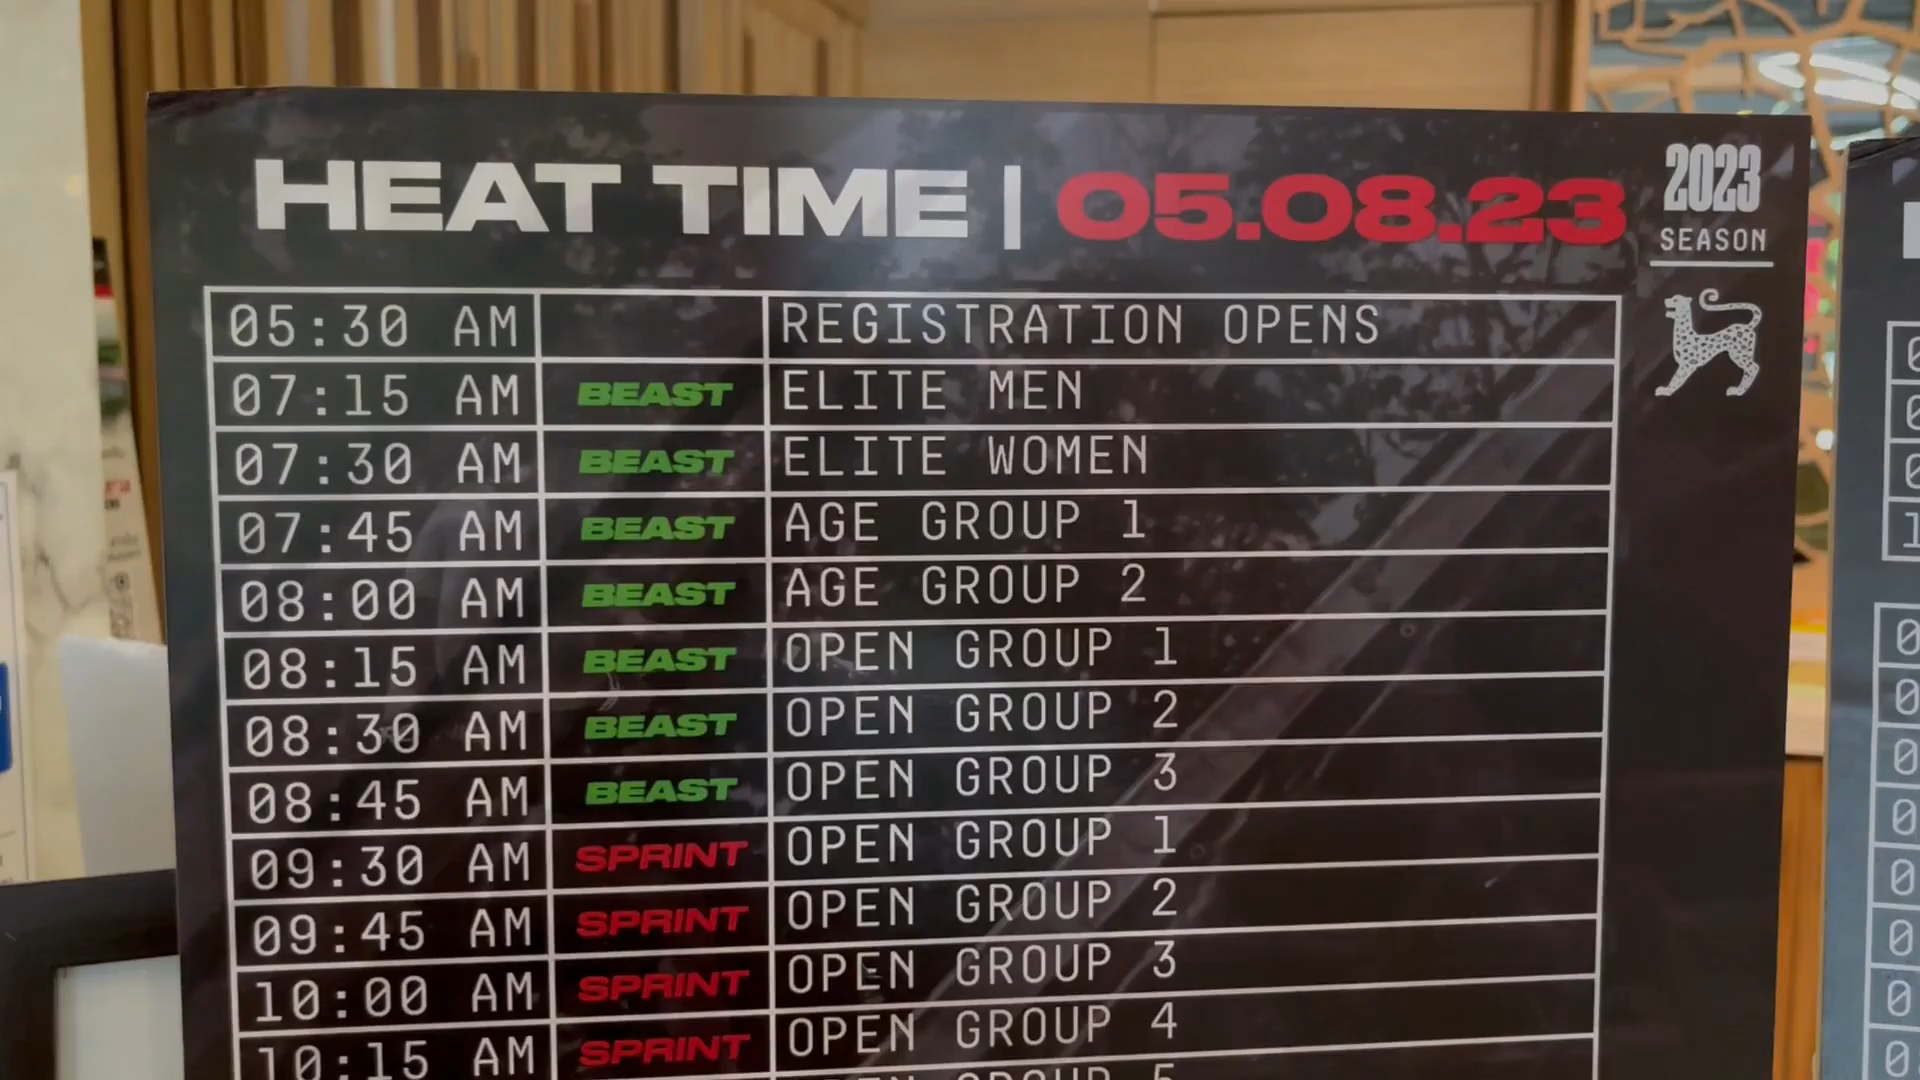 HEAT TIME | 05.08.23
2023
SEASON
05:30 AM REGISTRATION OPENS
07:15 AM BEAST ELITE MEN
07:30 AM BEAST ELITE WOMEN
07:45 AM BEAST AGE GROUP 1
08:00 AM BEAST AGE GROUP 2
08:15 AM BEAST OPEN GROUP 1
08:30 AM BEAST OPEN GROUP 2
08:45 AM BEAST OPEN GROUP 3
09:30 AM SPRINT OPEN GROUP 1
09:45 AM SPRINT OPEN GROUP 2
10:00 AM SPRINT OPEN GROUP 3
10:15 AM SPRINT OPEN GROUP 4